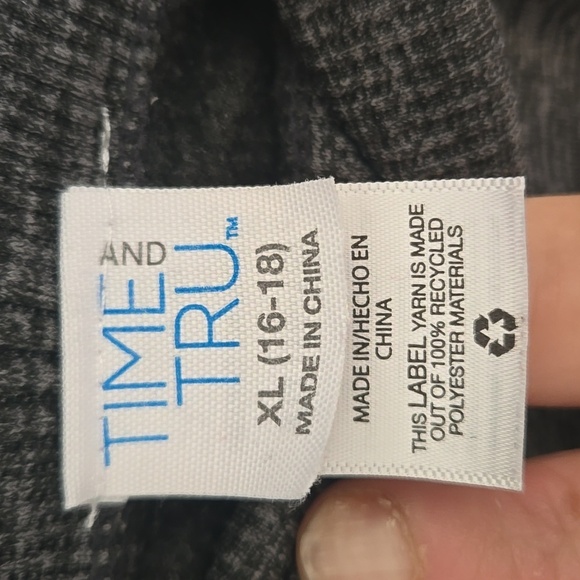 TIME AND
TRU™
XL (16-18)
MADE IN CHINA
MADE IN/HECHO EN
CHINA
THIS LABEL YARN IS MADE
OUT OF 100% RECYCLED
POLYESTER MATERIALS